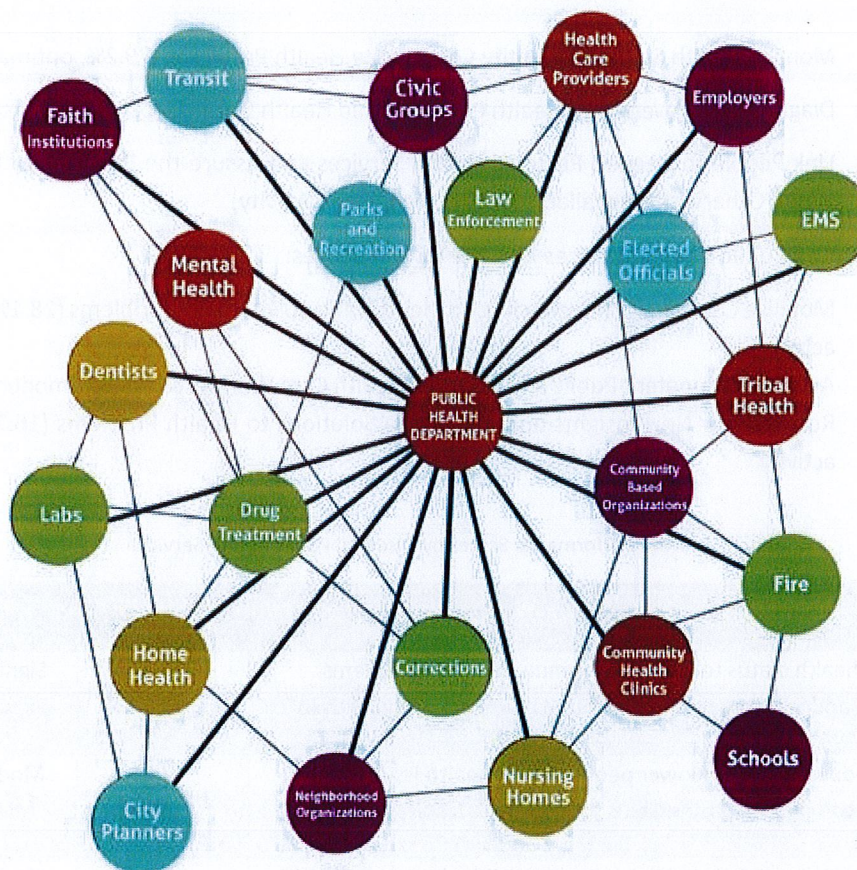 Transit
Health
Care
Providers
Civic
Groups
Employers
Faith
Institutions
Parks
and
Recreation
Law
Enforcement
EMS
Elected
Officials
Mental
Health
Dentists
PUBLIC
HEALTH
DEPARTMENT
Tribal
Health
Community
Based
Organizations
Labs
Drug
Treatment
Fire
Home
Health
Corrections
Community
Health
Clinics
Schools
Nursing
Homes
Neighborhood
Organizations
City
Planners